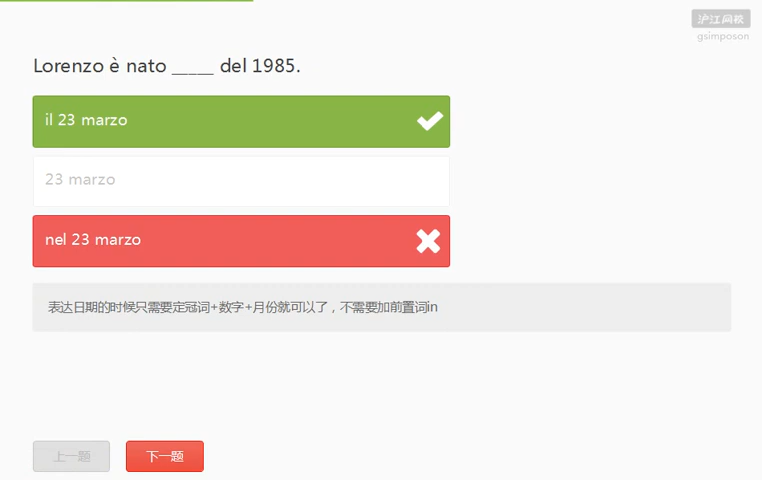 沪江网校
gsimposon
Lorenzo è nato _____ del 1985.
il 23 marzo
23 marzo
nel 23 marzo
表达日期的时候只需要定冠词+数字+月份就可以了，不需要加前置词in
上一题
下一题